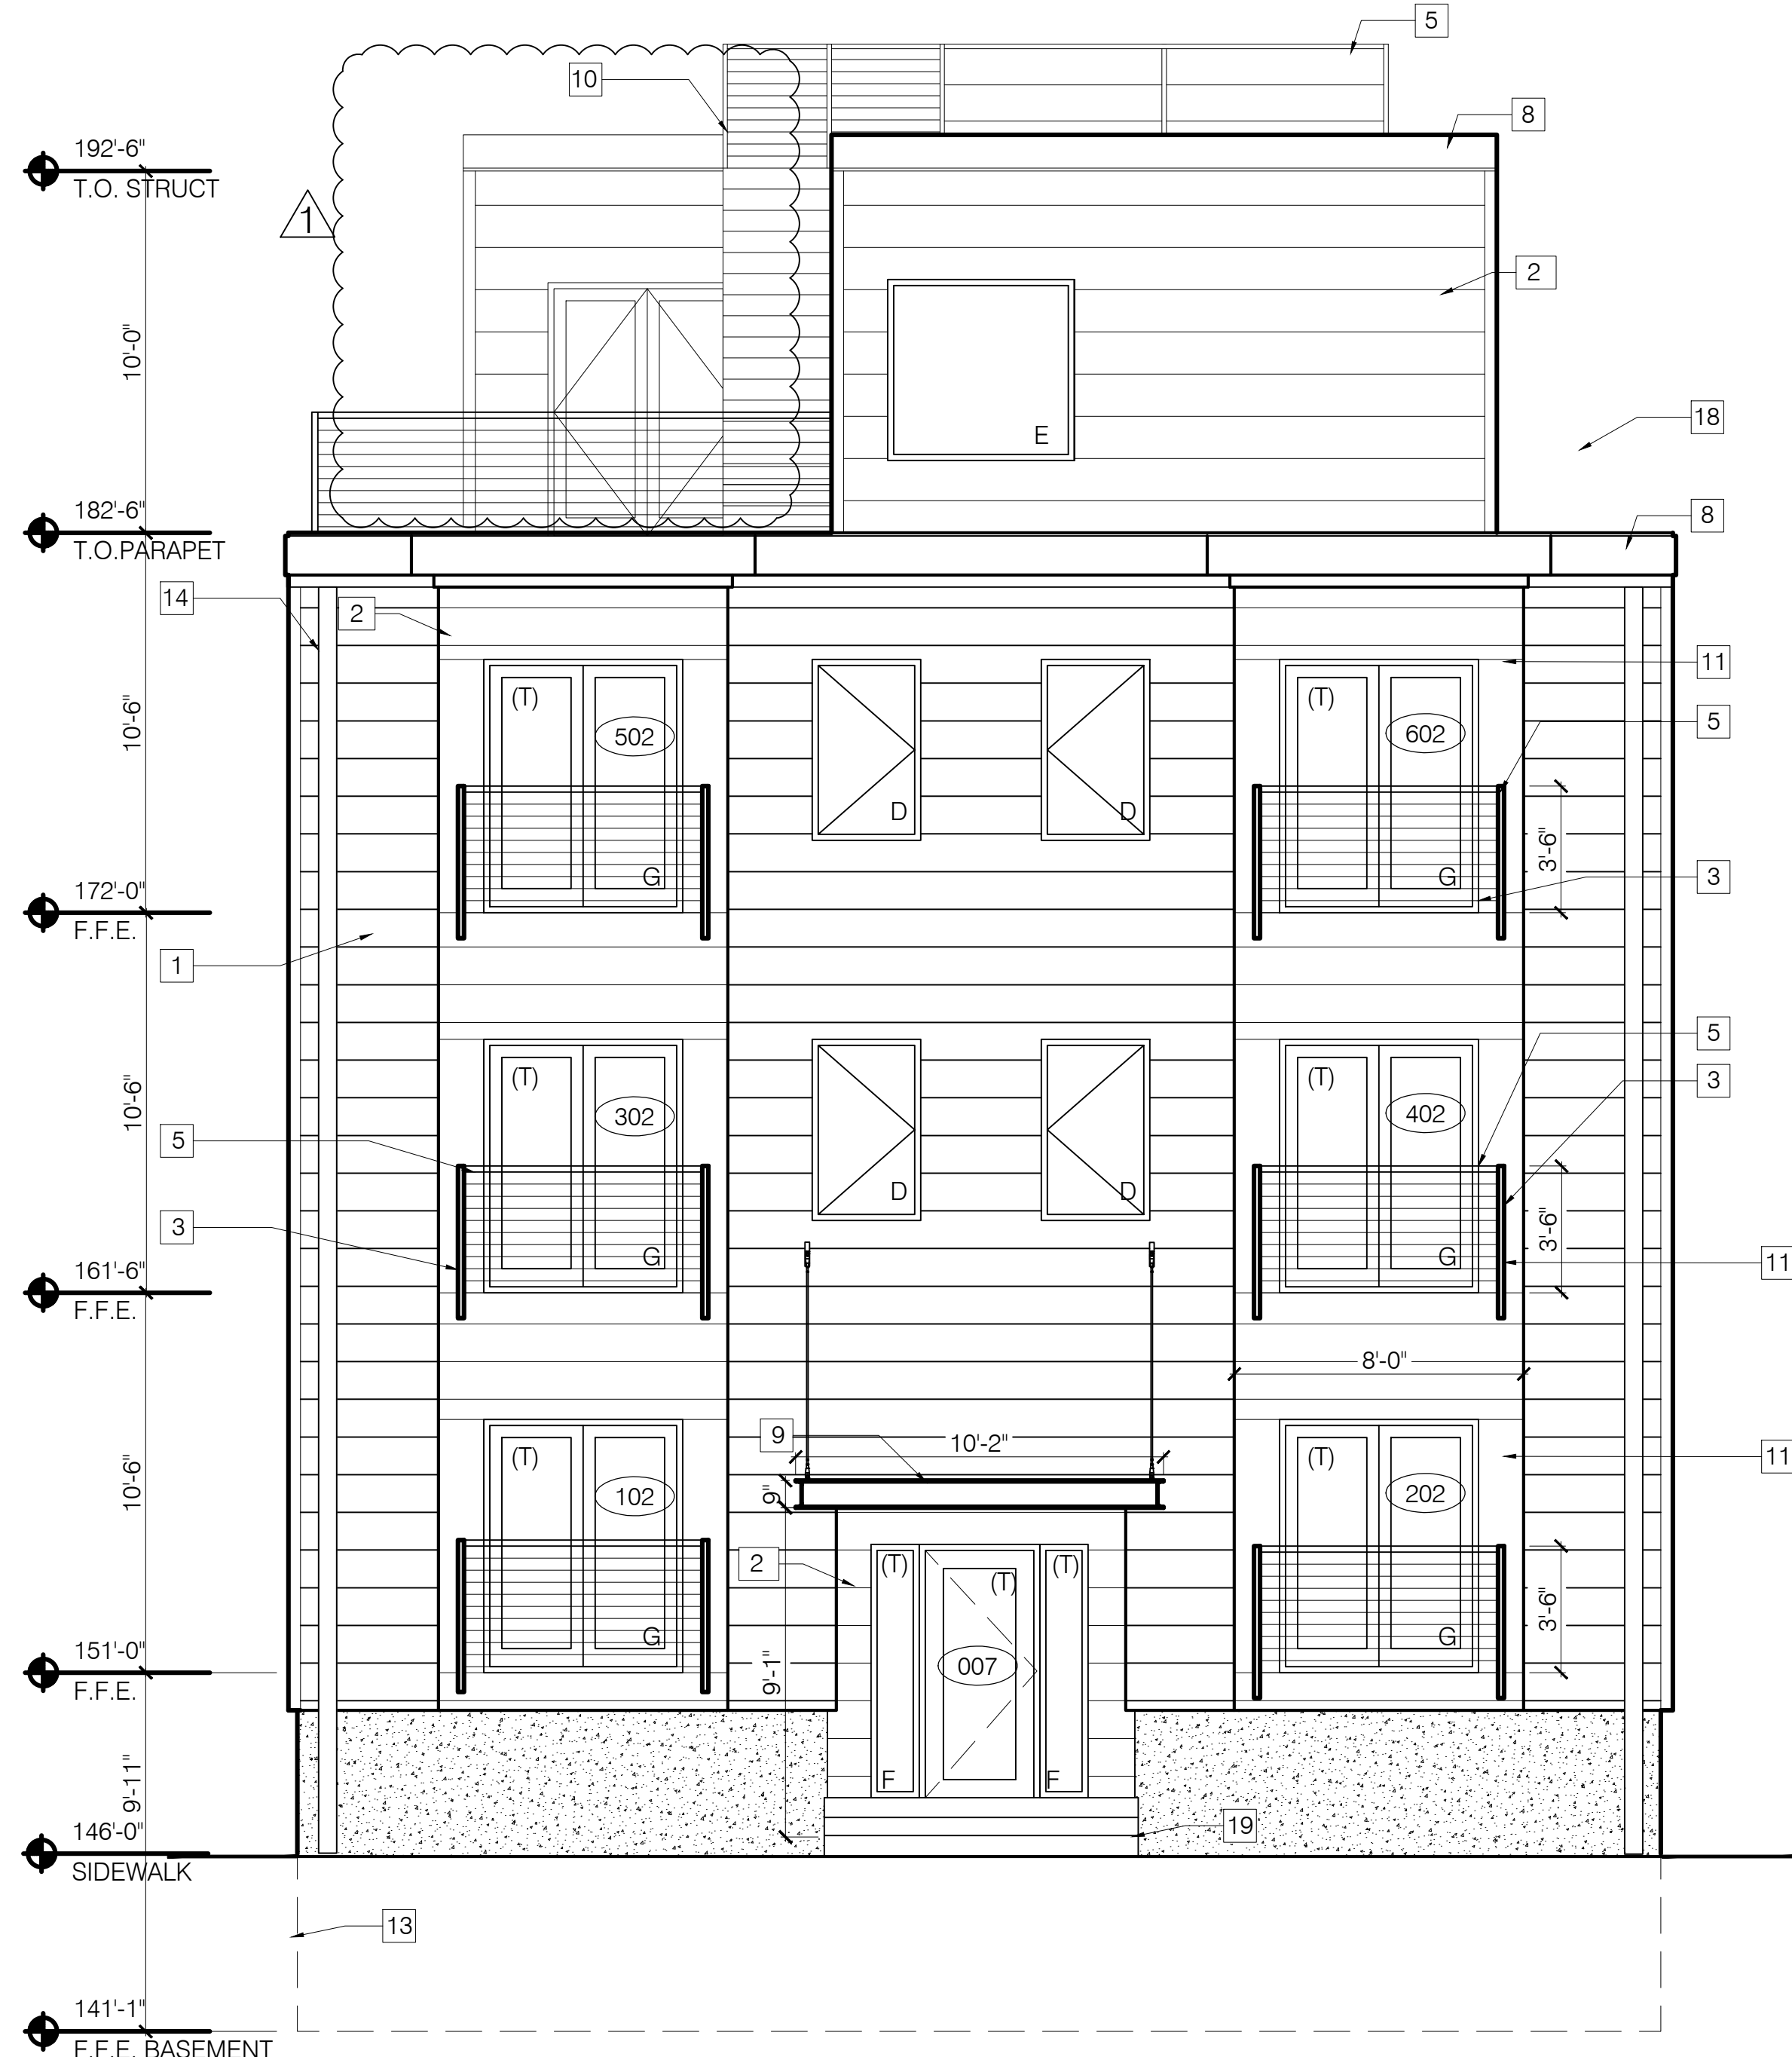 5
10
8
192'-6"
T.O. STRUCT
1
2
10'-0"
18
E
182'-6"
T.O.PARAPET
8
14
2
11
(T)
(T)
10'-6"
5
502
602
D
D
3'-6"
G
G
3
172'-0"
F.F.E.
1
5
(T)
(T)
3
10'-6"
302
402
5
D
D
3
3'-6"
G
G
11
161'-6"
F.F.E.
8'-0"
9
10'-2"
(T)
(T)
11
10'-6"
9"
102
202
2
(T)
(T)
(T)
3'-6"
G
G
151'-0"
007
9'-1"
F.F.E.
F
F
9'-11"
146'-0"
19
SIDEWALK
13
141'-1"
F.F.E. BASEMENT